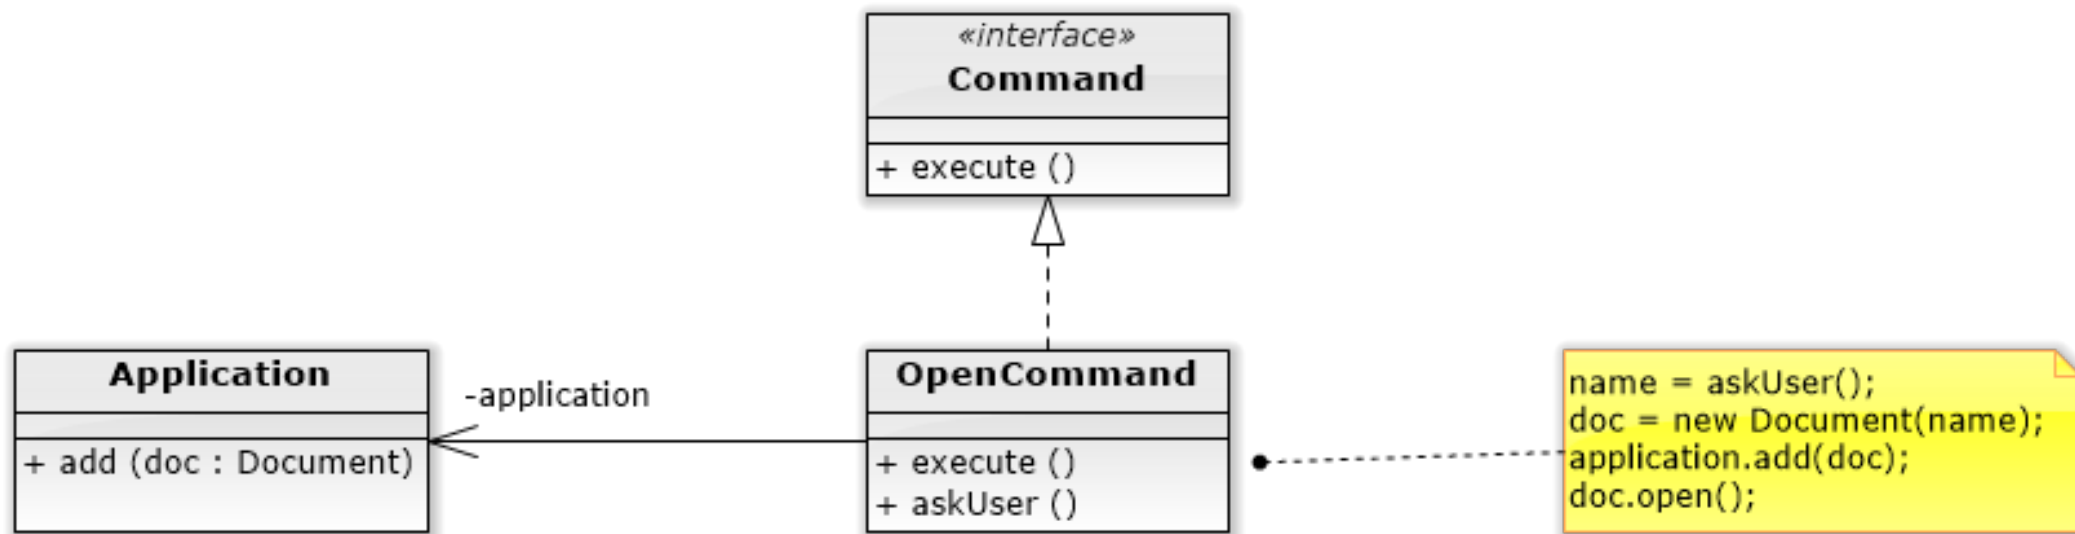 «interface»
Command
+ execute ()
Application
+ add (doc : Document)
-application
OpenCommand
+ execute ()
+ askUser ()
name = askUser();
doc = new Document(name);
application.add(doc);
doc.open();